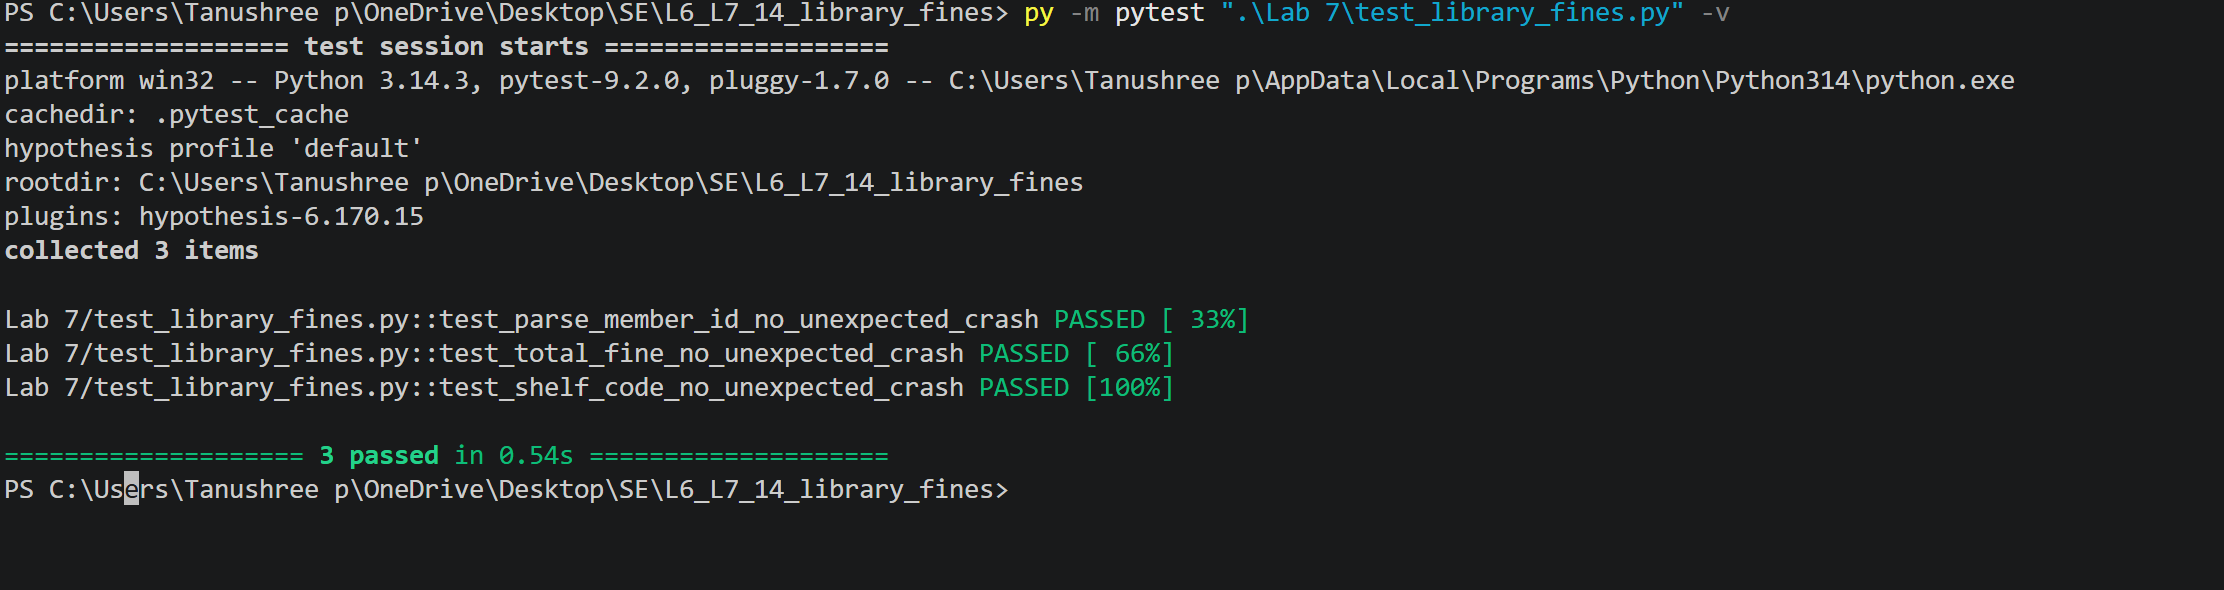 PS C:\Users\Tanushree p\OneDrive\Desktop\SE\L6_L7_14_library_fines> py -m pytest ".\Lab 7\test_library_fines.py" -v
=================== test session starts ===================
platform win32 -- Python 3.14.3, pytest-9.2.0, pluggy-1.7.0 -- C:\Users\Tanushree p\AppData\Local\Programs\Python\Python314\python.exe
cachedir: .pytest_cache
hypothesis profile 'default'
rootdir: C:\Users\Tanushree p\OneDrive\Desktop\SE\L6_L7_14_library_fines
plugins: hypothesis-6.170.15
collected 3 items

Lab 7/test_library_fines.py::test_parse_member_id_no_unexpected_crash PASSED [ 33%]
Lab 7/test_library_fines.py::test_total_fine_no_unexpected_crash PASSED [ 66%]
Lab 7/test_library_fines.py::test_shelf_code_no_unexpected_crash PASSED [100%]

==================== 3 passed in 0.54s ====================
PS C:\Users\Tanushree p\OneDrive\Desktop\SE\L6_L7_14_library_fines>